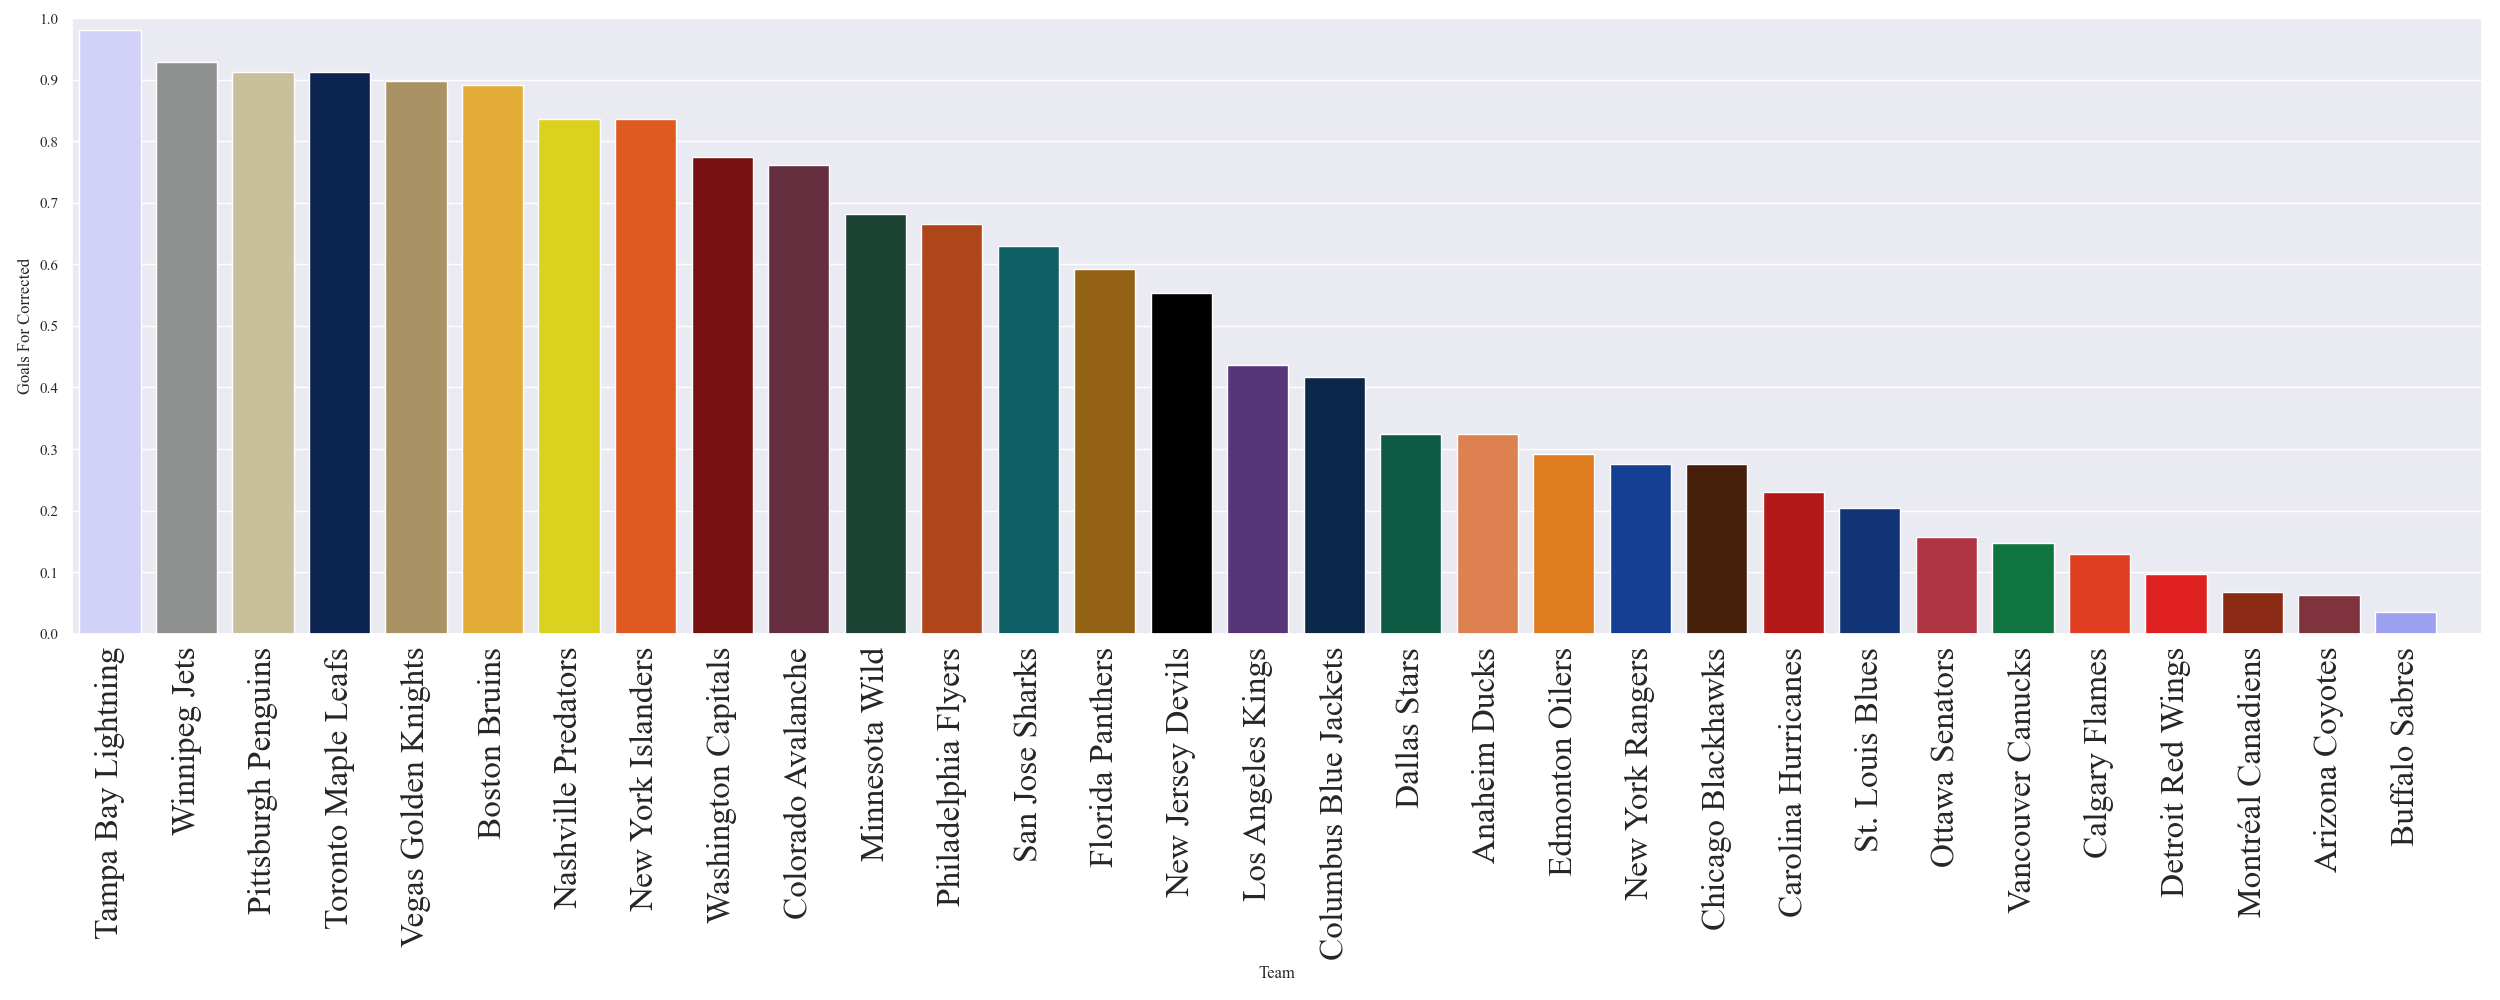 1.0
0.9
0.8
0.7
0.6
0.5
0.4
0.3
0.2
0.1
0.0
Goals For Corrected
Tampa Bay Lightning
Winnipeg Jets
Pittsburgh Penguins
Toronto Maple Leafs
Vegas Golden Knights
Boston Bruins
Nashville Predators
New York Islanders
Washington Capitals
Colorado Avalanche
Minnesota Wild
Philadelphia Flyers
San Jose Sharks
Florida Panthers
New Jersey Devils
Los Angeles Kings
Columbus Blue Jackets
Dallas Stars
Anaheim Ducks
Edmonton Oilers
New York Rangers
Chicago Blackhawks
Carolina Hurricanes
St. Louis Blues
Ottawa Senators
Vancouver Canucks
Calgary Flames
Detroit Red Wings
Montréal Canadiens
Arizona Coyotes
Buffalo Sabres
Team